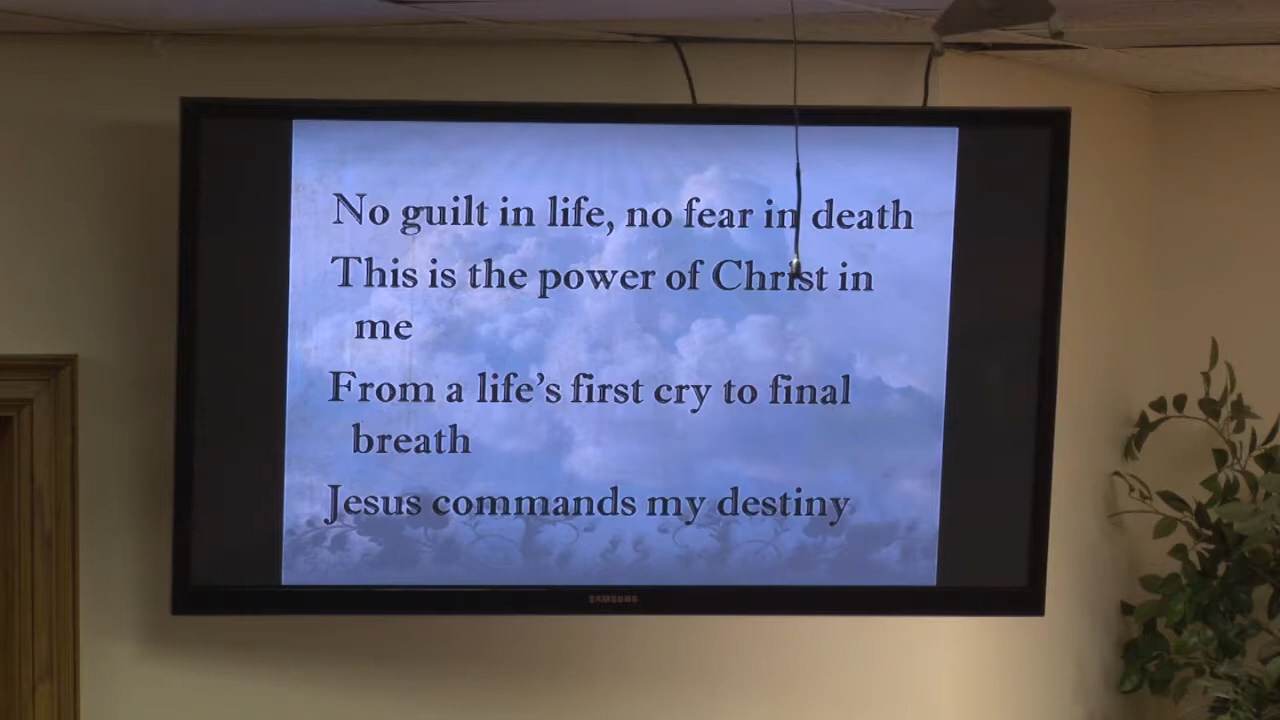 No guilt in life, no fear in death
This is the power of Christ in
me
From a life's first cry to final
breath
Jesus commands my destiny
SAMSUNG